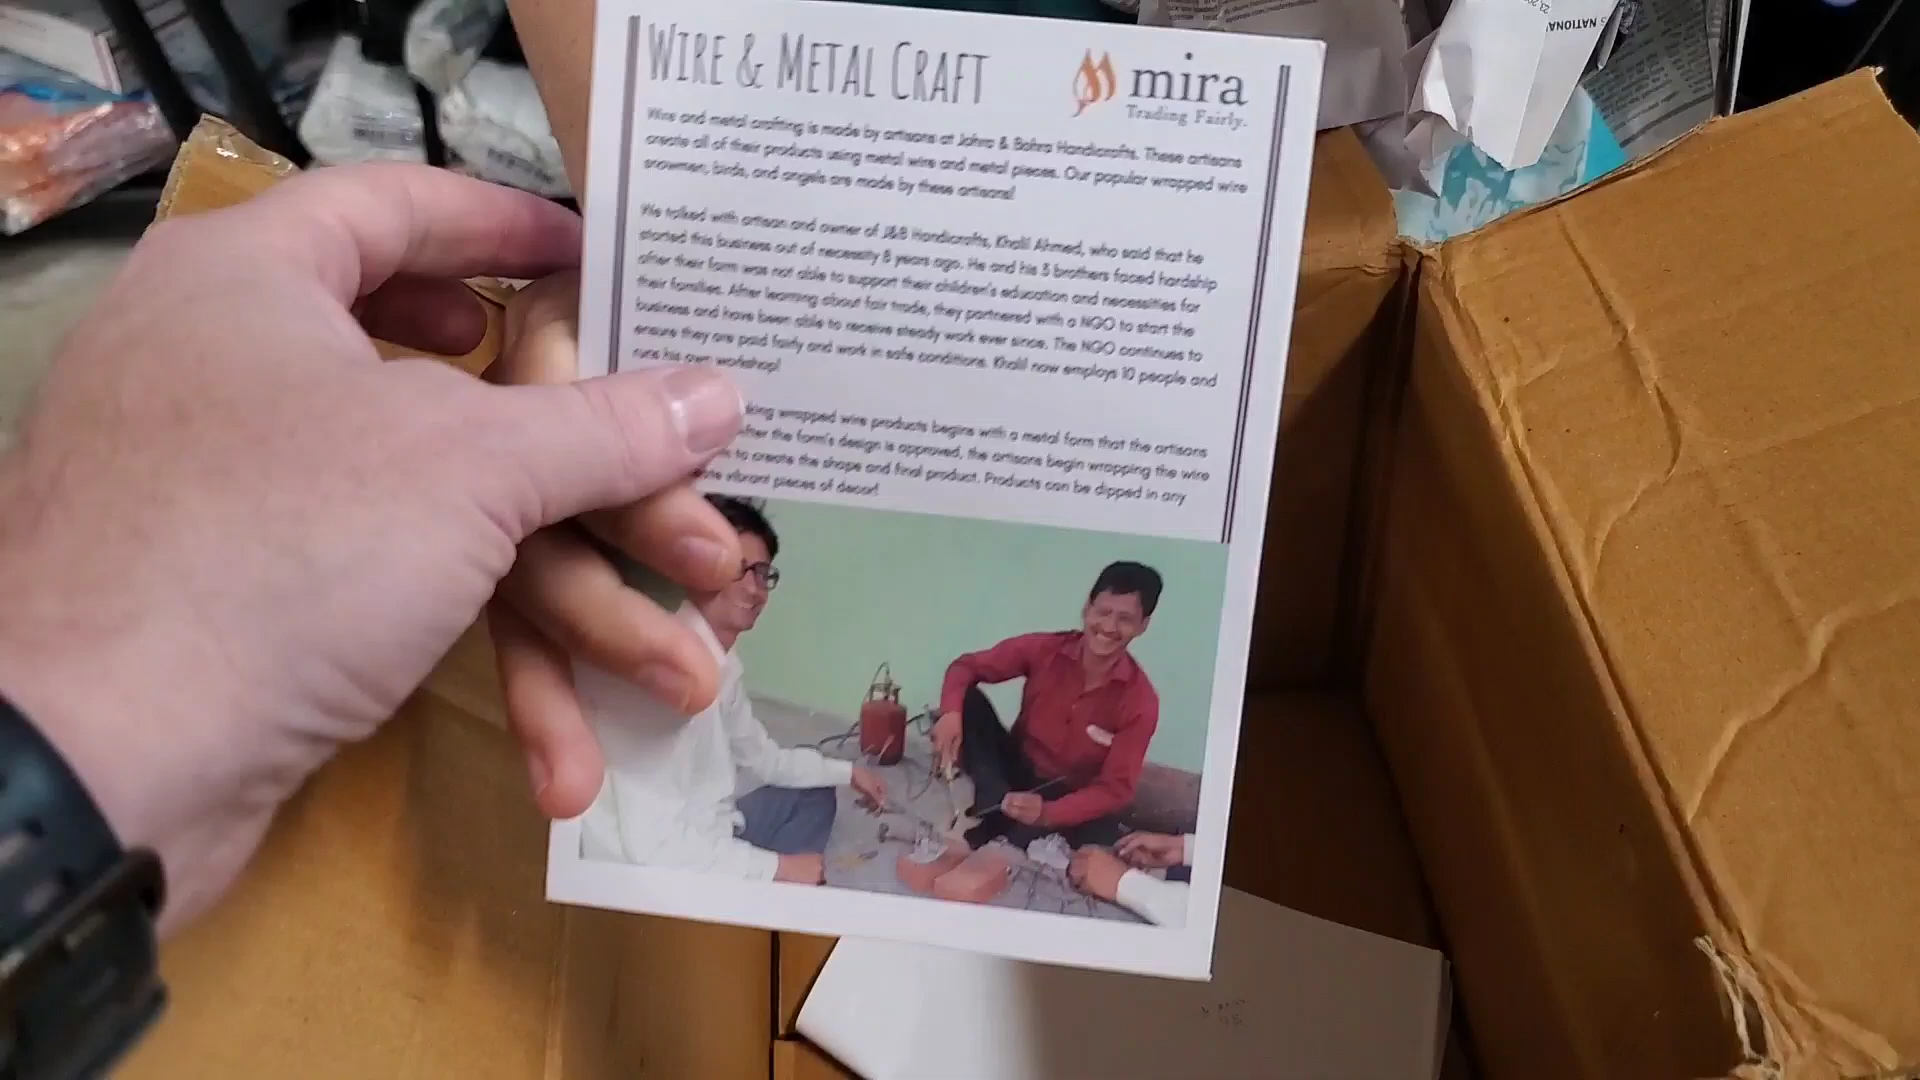 WIRE & METAL CRAFT
mira
Trading Fairly.
Wire and metal crafting is made by artisans at Jahra & Bahra Handicrafts. These artisans
create all of their products using metal wire and metal pieces. Our popular wrapped wire
snowmen, birds, and angels are made by these artisans!
We talked with artisan and owner of J&B Handicrafts, Khalil Ahmed, who said that he
started this business out of necessity 8 years ago. He and his 3 brothers faced hardship
after their farm was not able to support their children's education and necessities for
their families. After learning about fair trade, they partnered with a NGO to start the
business and have been able to receive steady work ever since. The NGO continues to
ensure they are paid fairly and work in safe conditions. Khalil now employs 10 people and
runs his own workshop!
wrapped wire products begins with a metal form that the artisans
After the form's design is approved, the artisans begin wrapping the wire
to create the shape and final product. Products can be dipped in any
vibrant pieces of decor!
NATIONA